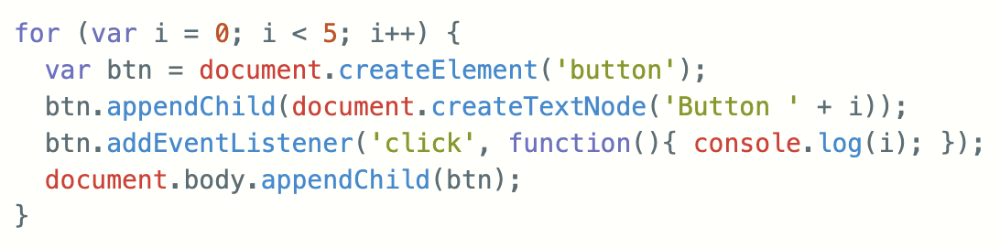 for (var i = 0; i < 5; i++) {
  var btn = document.createElement('button');
  btn.appendChild(document.createTextNode('Button ' + i));
  btn.addEventListener('click', function(){ console.log(i); });
  document.body.appendChild(btn);
}